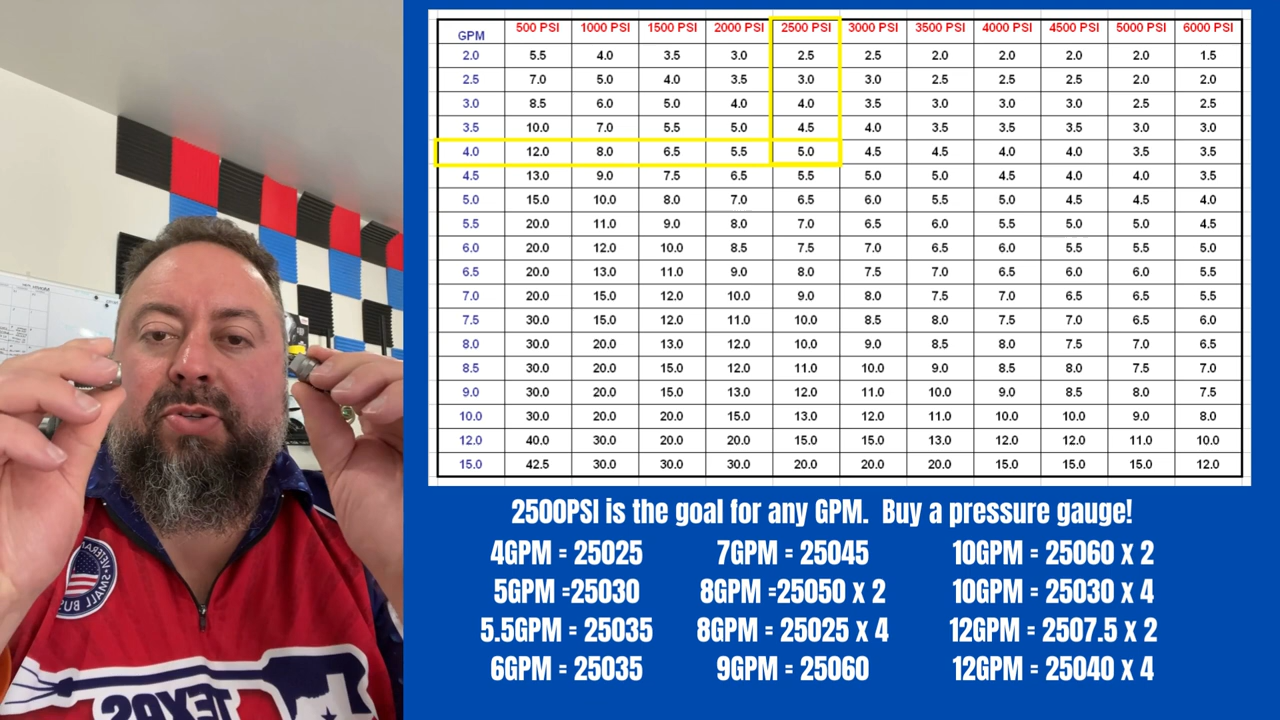 GPM 500 PSI 1000 PSI 1500 PSI 2000 PSI 2500 PSI 3000 PSI 3500 PSI 4000 PSI 4500 PSI 5000 PSI 6000 PSI
2.0 5.5 4.0 3.5 3.0 2.5 2.5 2.0 2.0 2.0 2.0 1.5
2.5 7.0 5.0 4.0 3.5 3.0 3.0 2.5 2.5 2.5 2.0 2.0
3.0 8.5 6.0 5.0 4.0 4.0 3.5 3.0 3.0 3.0 2.5 2.5
3.5 10.0 7.0 5.5 5.0 4.5 4.0 3.5 3.5 3.5 3.0 3.0
4.0 12.0 8.0 6.5 5.5 5.0 4.5 4.5 4.0 4.0 3.5 3.5
4.5 13.0 9.0 7.5 6.5 5.5 5.0 5.0 4.5 4.0 4.0 3.5
5.0 15.0 10.0 8.0 7.0 6.5 6.0 5.5 5.0 4.5 4.5 4.0
5.5 20.0 11.0 9.0 8.0 7.0 6.5 6.0 5.5 5.0 5.0 4.5
6.0 20.0 12.0 10.0 8.5 7.5 7.0 6.5 6.0 5.5 5.5 5.0
6.5 20.0 13.0 11.0 9.0 8.0 7.5 7.0 6.5 6.0 6.0 5.5
7.0 20.0 15.0 12.0 10.0 9.0 8.0 7.5 7.0 6.5 6.5 5.5
7.5 30.0 15.0 12.0 11.0 10.0 8.5 8.0 7.5 7.0 6.5 6.0
8.0 30.0 20.0 13.0 12.0 10.0 9.0 8.5 8.0 7.5 7.0 6.5
8.5 30.0 20.0 15.0 12.0 11.0 10.0 9.0 8.5 8.0 7.5 7.0
9.0 30.0 20.0 15.0 13.0 12.0 11.0 10.0 9.0 8.5 8.0 7.5
10.0 30.0 20.0 20.0 15.0 13.0 12.0 11.0 10.0 10.0 9.0 8.0
12.0 40.0 30.0 20.0 20.0 15.0 15.0 13.0 12.0 12.0 11.0 10.0
15.0 42.5 30.0 30.0 30.0 20.0 20.0 20.0 15.0 15.0 15.0 12.0
2500PSI is the goal for any GPM. Buy a pressure gauge!
4GPM = 25025 7GPM = 25045 10GPM = 25060 x 2
5GPM =25030 8GPM =25050 x 2 10GPM = 25030 x 4
5.5GPM = 25035 8GPM = 25025 x 4 12GPM = 2507.5 x 2
6GPM = 25035 9GPM = 25060 12GPM = 25040 x 4
VETERAN
SMALL BUS
TEXAS